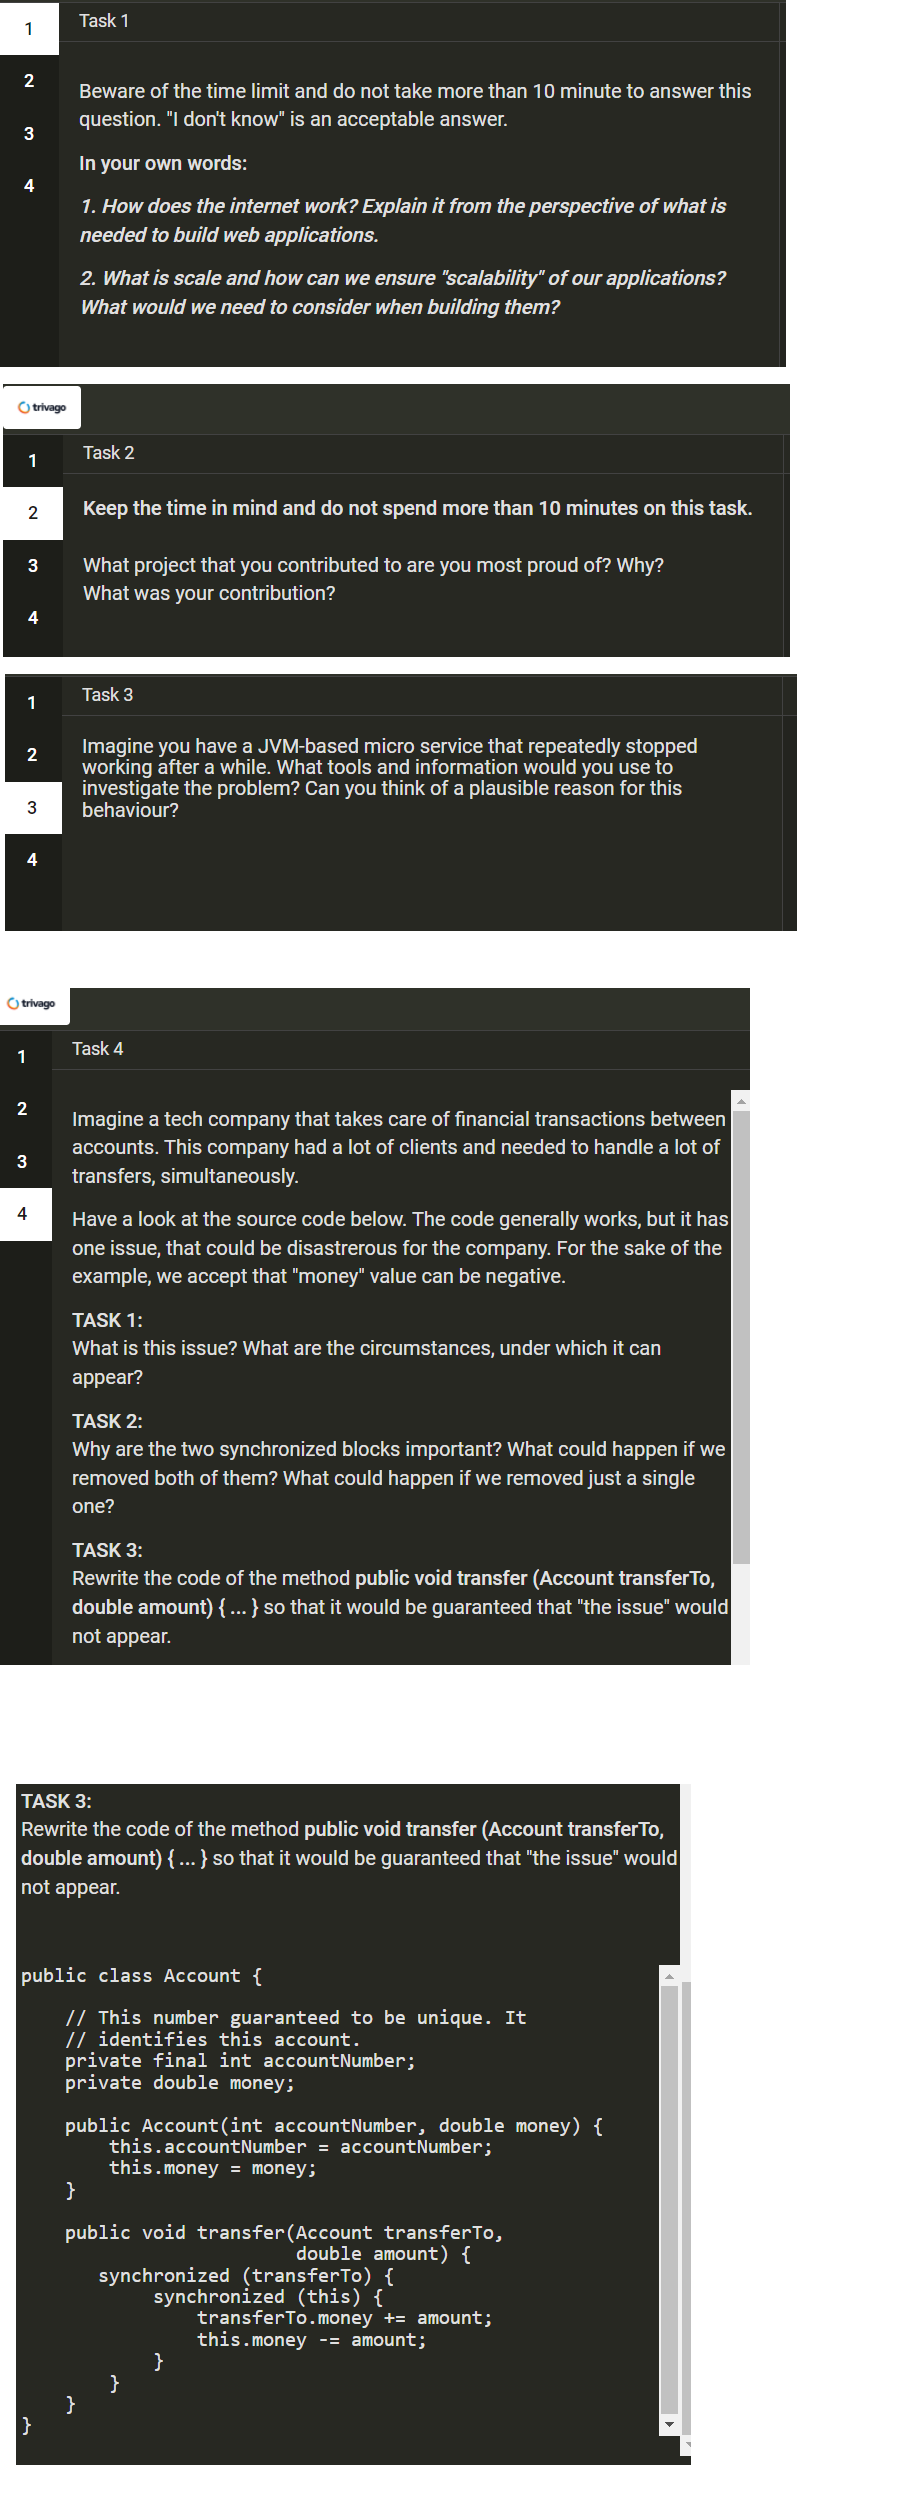 1
Task 1
2
3
4
Beware of the time limit and do not take more than 10 minute to answer this
question. "I don't know" is an acceptable answer.
In your own words:
1. How does the internet work? Explain it from the perspective of what is
needed to build web applications.
2. What is scale and how can we ensure "scalability" of our applications?
What would we need to consider when building them?
trivago
1
Task 2
2
3
4
Keep the time in mind and do not spend more than 10 minutes on this task.
What project that you contributed to are you most proud of? Why?
What was your contribution?
1
Task 3
2
3
4
Imagine you have a JVM-based micro service that repeatedly stopped
working after a while. What tools and information would you use to
investigate the problem? Can you think of a plausible reason for this
behaviour?
trivago
1
Task 4
2
3
4
Imagine a tech company that takes care of financial transactions between
accounts. This company had a lot of clients and needed to handle a lot of
transfers, simultaneously.
Have a look at the source code below. The code generally works, but it has
one issue, that could be disastrerous for the company. For the sake of the
example, we accept that "money" value can be negative.
TASK 1:
What is this issue? What are the circumstances, under which it can
appear?
TASK 2:
Why are the two synchronized blocks important? What could happen if we
removed both of them? What could happen if we removed just a single
one?
TASK 3:
Rewrite the code of the method public void transfer (Account transferTo,
double amount) { ... } so that it would be guaranteed that "the issue" would
not appear.
TASK 3:
Rewrite the code of the method public void transfer (Account transferTo,
double amount) { ... } so that it would be guaranteed that "the issue" would
not appear.
public class Account {
// This number guaranteed to be unique. It
// identifies this account.
private final int accountNumber;
private double money;
public Account(int accountNumber, double money) {
this.accountNumber = accountNumber;
this.money = money;
}
public void transfer(Account transferTo,
double amount) {
synchronized (transferTo) {
synchronized (this) {
transferTo.money += amount;
this.money -= amount;
}
}
}
}